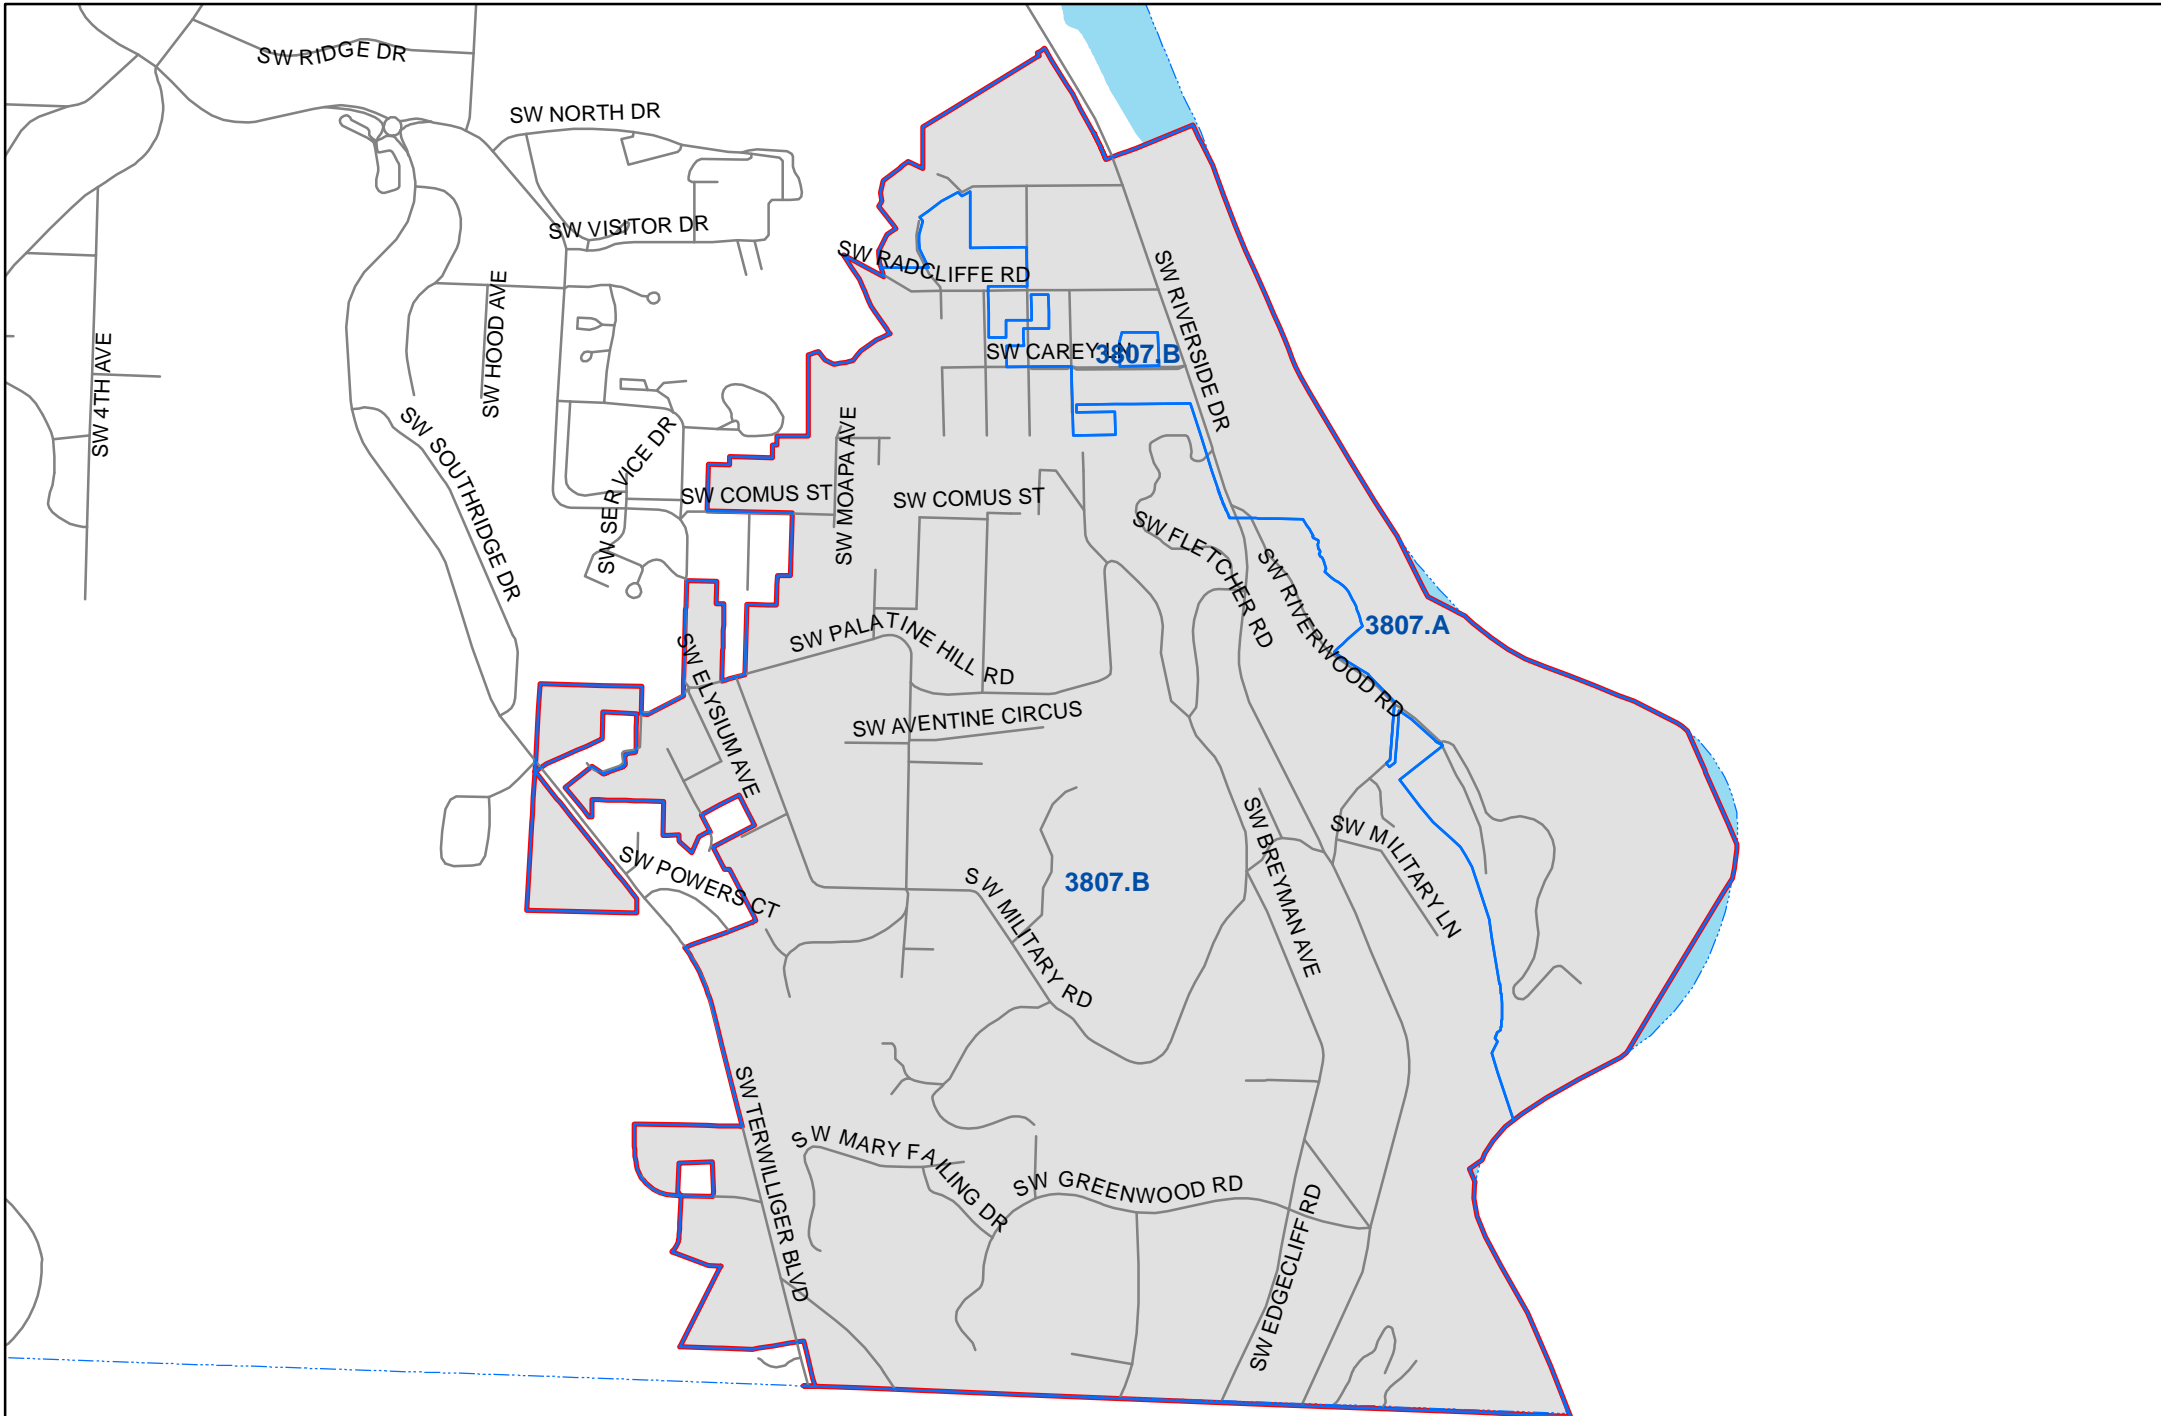 SW RIDGE DR
SW NORTH DR
SW VISITOR DR
SW RADCLIFFE RD
SW RIVERSIDE DR
SW HOOD AVE
SW 4TH AVE
SW CAREY LN
3807.B
SW SOUTHRIDGE DR
SW SERVICE DR
SW MOAPA AVE
SW COMUS ST
SW COMUS ST
SW FLETCHER RD
SW RIVERWOOD RD
3807.A
SW PALATINE HILL RD
SW ELYSIUM AVE
SW AVENTINE CIRCUS
SW BREYMAN AVE
SW MILITARY LN
SW POWERS CT
SW MILITARY RD
3807.B
SW TERWILLIGER BLVD
SW MARY FAILING DR
SW GREENWOOD RD
SW EDGECLIFF RD